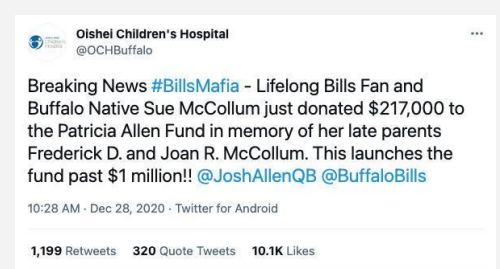 Oishei Children's Hospital
@OCHBuffalo
Breaking News #BillsMafia - Lifelong Bills Fan and
Buffalo Native Sue McCollum just donated $217,000 to
the Patricia Allen Fund in memory of her late parents
Frederick D. and Joan R. McCollum. This launches the
fund past $1 million!! @JoshAllenQB @BuffaloBills
10:28 AM · Dec 28, 2020 · Twitter for Android
1,199 Retweets 320 Quote Tweets 10.1K Likes